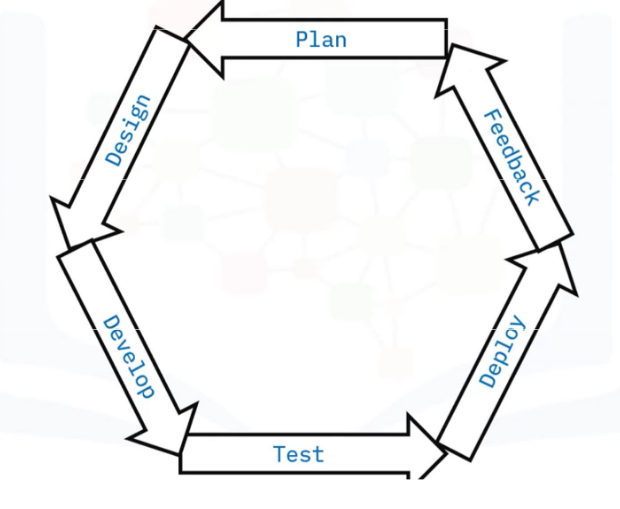 Plan
Design
Feedback
Develop
Deploy
Test